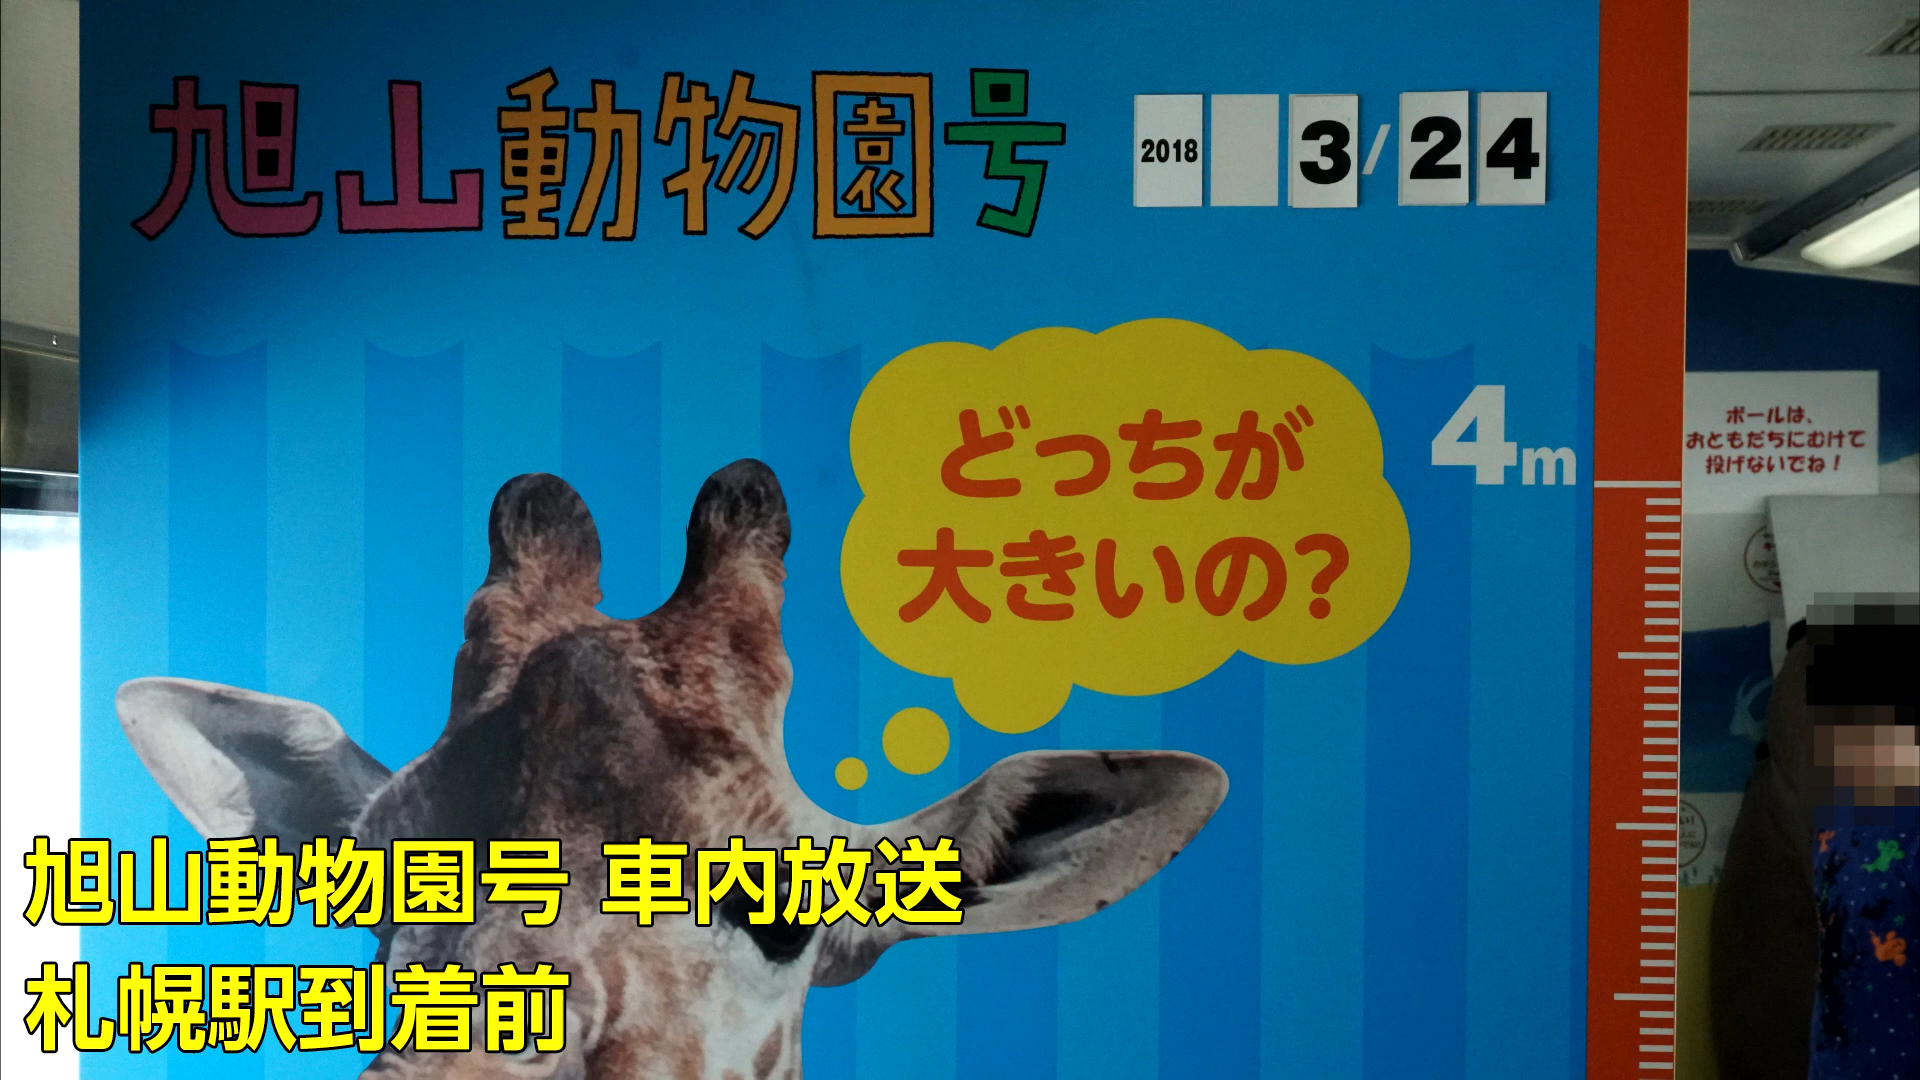 旭山動物園号 2018 3/24
どっちが
大きいの?
4m
ボールは、
おともだちにむけて
投げないでね！
旭山動物園号 車内放送
札幌駅到着前